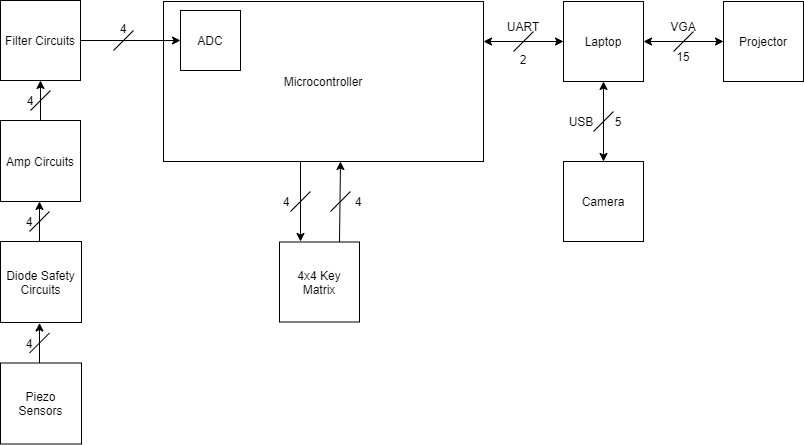 Filter Circuits
4
ADC
Microcontroller
UART
2
Laptop
VGA
15
Projector
4
Amp Circuits
4
4
USB
5
Camera
4
Diode Safety
Circuits
4x4 Key
Matrix
4
Piezo
Sensors